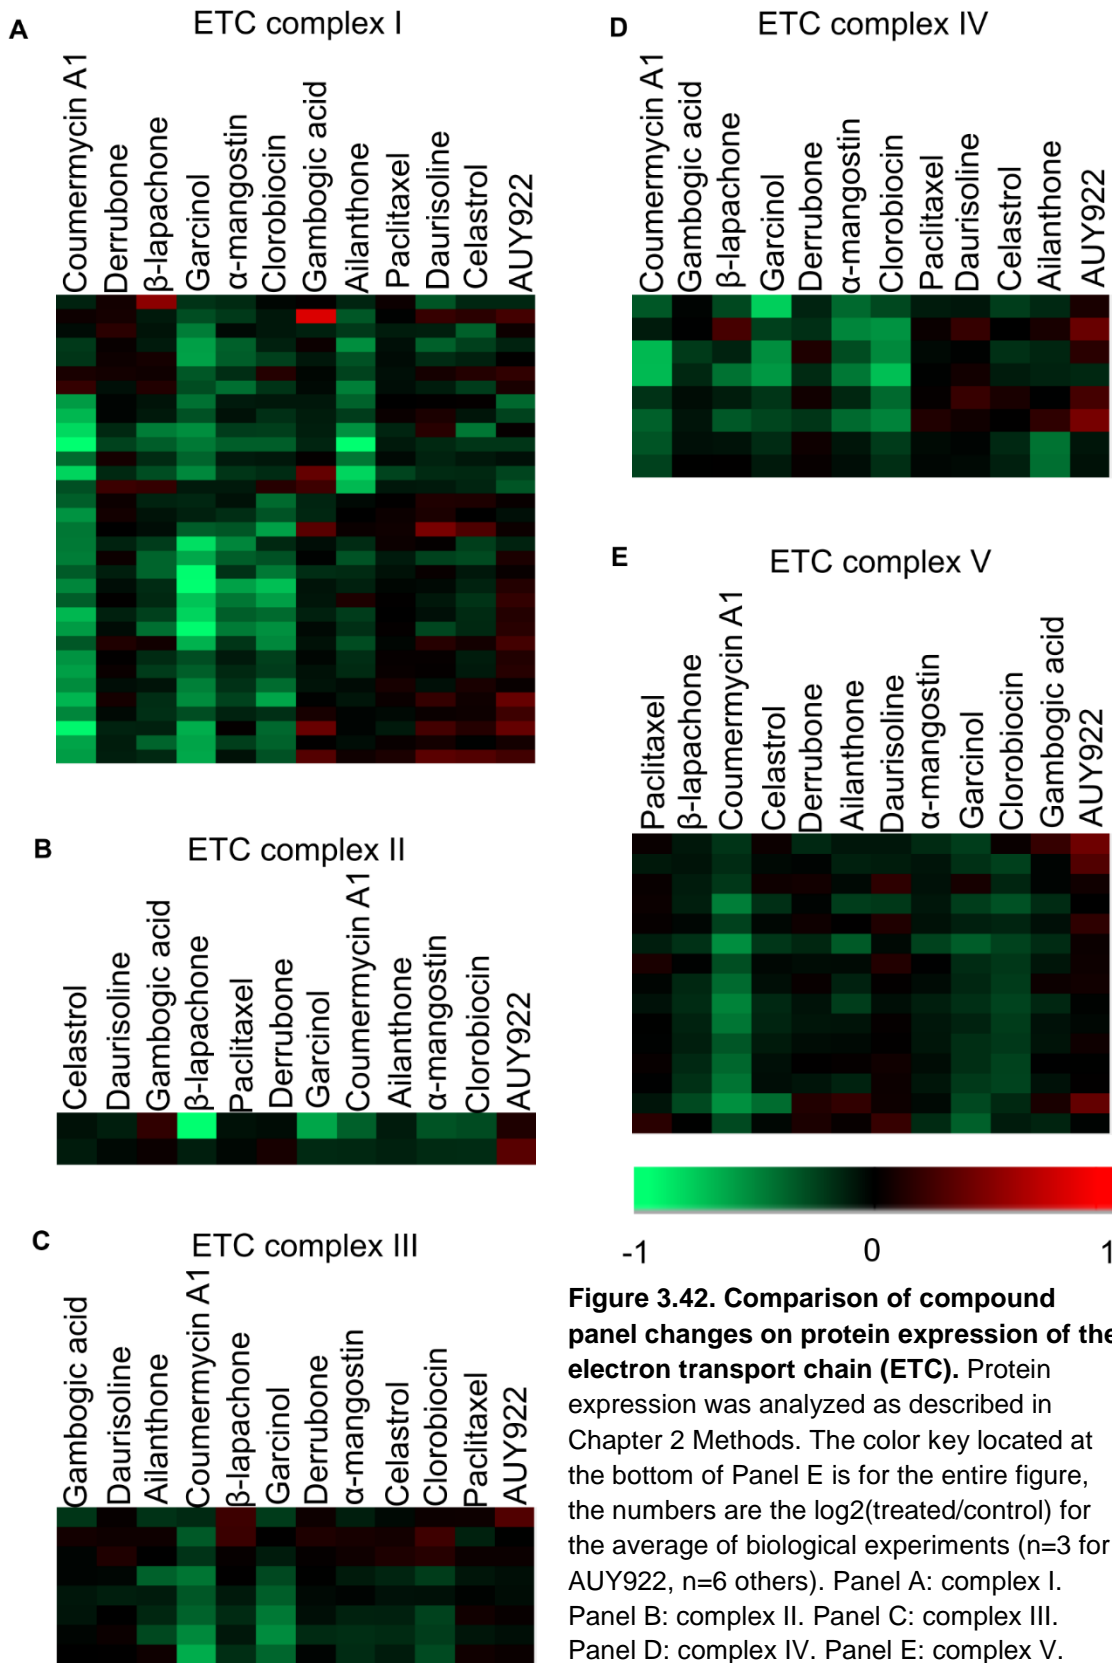 A
ETC complex I
Coumermycin A1
Derrubone
β-lapachone
Garcinol
α-mangostin
Clorobiocin
Gambogic acid
Ailanthone
Paclitaxel
Daurisoline
Celastrol
AUY922
B
ETC complex II
Celastrol
Daurisoline
Gambogic acid
β-lapachone
Paclitaxel
Derrubone
Garcinol
Coumermycin A1
Ailanthone
α-mangostin
Clorobiocin
AUY922
C
ETC complex III
Gambogic acid
Daurisoline
Ailanthone
Coumermycin A1
β-lapachone
Garcinol
Derrubone
α-mangostin
Celastrol
Clorobiocin
Paclitaxel
AUY922
D
ETC complex IV
Coumermycin A1
Gambogic acid
β-lapachone
Garcinol
Derrubone
α-mangostin
Clorobiocin
Paclitaxel
Daurisoline
Celastrol
Ailanthone
AUY922
E
ETC complex V
Paclitaxel
β-lapachone
Coumermycin A1
Celastrol
Derrubone
Ailanthone
Daurisoline
α-mangostin
Garcinol
Clorobiocin
Gambogic acid
AUY922
-1 0 1
Figure 3.42. Comparison of compound
panel changes on protein expression of the
electron transport chain (ETC). Protein
expression was analyzed as described in
Chapter 2 Methods. The color key located at
the bottom of Panel E is for the entire figure,
the numbers are the log2(treated/control) for
the average of biological experiments (n=3 for
AUY922, n=6 others). Panel A: complex I.
Panel B: complex II. Panel C: complex III.
Panel D: complex IV. Panel E: complex V.